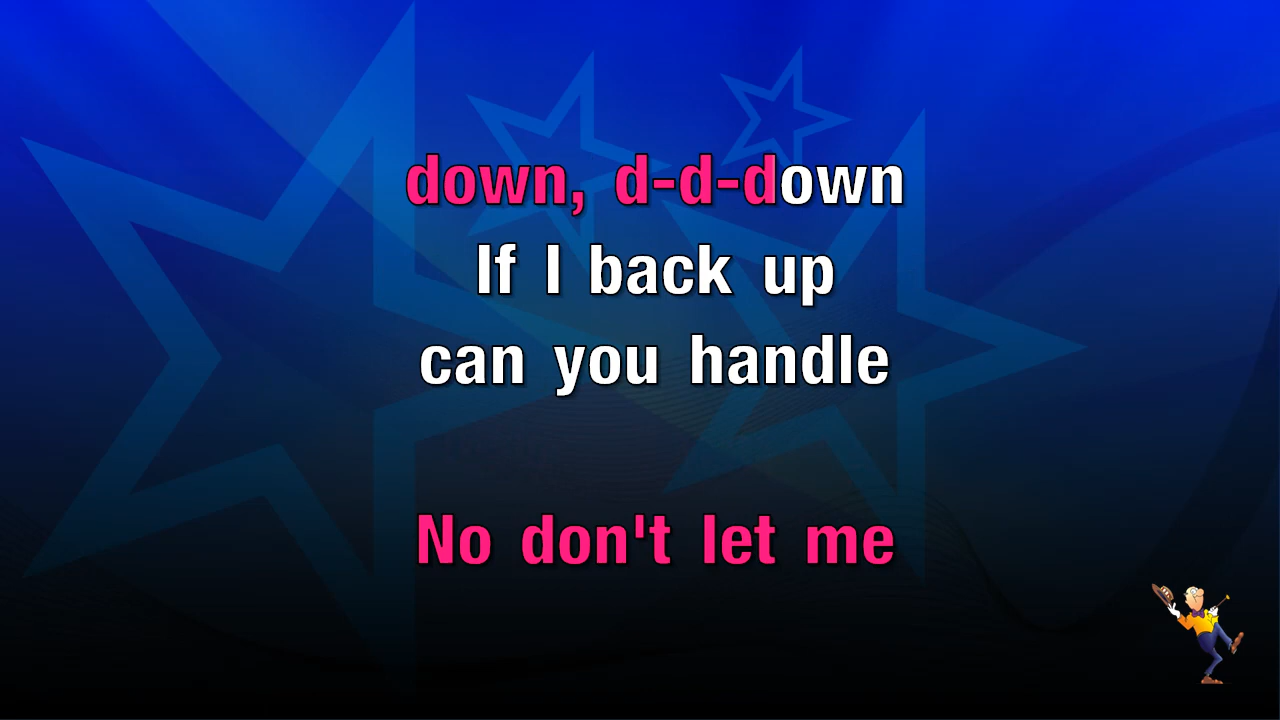 down, d-d-down
If I back up
can you handle
No don't let me